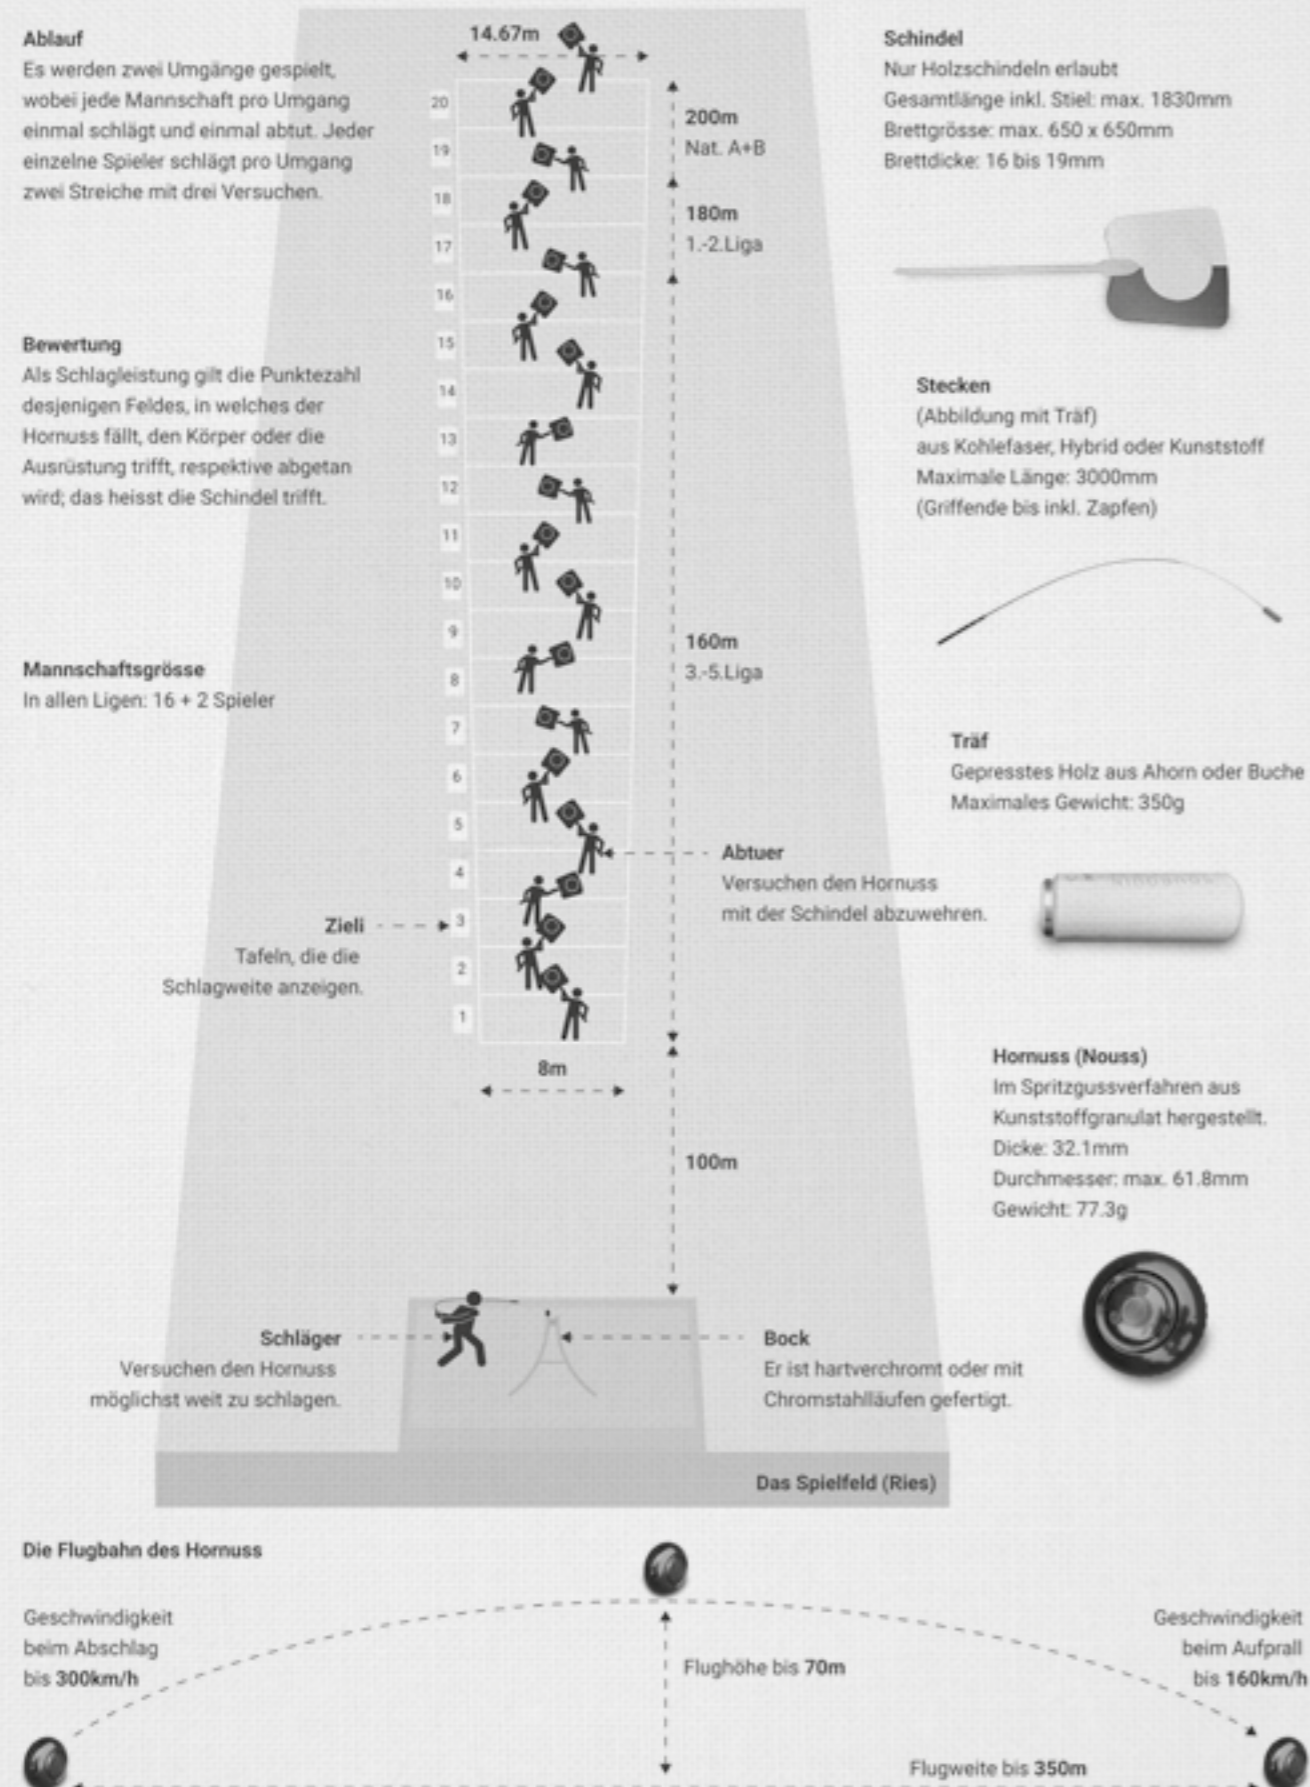 Ablauf
Es werden zwei Umgänge gespielt,
wobei jede Mannschaft pro Umgang
einmal schlägt und einmal abtut. Jeder
einzelne Spieler schlägt pro Umgang
zwei Streiche mit drei Versuchen.
Bewertung
Als Schlagleistung gilt die Punktezahl
desjenigen Feldes, in welches der
Hornuss fällt, den Körper oder die
Ausrüstung trifft, respektive abgetan
wird; das heisst die Schindel trifft.
Mannschaftsgrösse
In allen Ligen: 16 + 2 Spieler
14.67m
20
19
18
17
16
15
14
13
12
11
10
9
8
7
6
5
4
3
2
1
200m
Nat. A+B
180m
1.-2.Liga
160m
3.-5.Liga
Abtuer
Versuchen den Hornuss
mit der Schindel abzuwehren.
Zieli
Tafeln, die die
Schlagweite anzeigen.
8m
100m
Schläger
Versuchen den Hornuss
möglichst weit zu schlagen.
Bock
Er ist hartverchromt oder mit
Chromstahlläufen gefertigt.
Das Spielfeld (Ries)
Schindel
Nur Holzschindeln erlaubt
Gesamtlänge inkl. Stiel: max. 1830mm
Brettgrösse: max. 650 x 650mm
Brettdicke: 16 bis 19mm
Stecken
(Abbildung mit Träf)
aus Kohlefaser, Hybrid oder Kunststoff
Maximale Länge: 3000mm
(Griffende bis inkl. Zapfen)
Träf
Gepresstes Holz aus Ahorn oder Buche
Maximales Gewicht: 350g
Hornuss (Nouss)
Im Spritzgussverfahren aus
Kunststoffgranulat hergestellt.
Dicke: 32.1mm
Durchmesser: max. 61.8mm
Gewicht: 77.3g
Die Flugbahn des Hornuss
Geschwindigkeit
beim Abschlag
bis 300km/h
Flughöhe bis 70m
Geschwindigkeit
beim Aufprall
bis 160km/h
Flugweite bis 350m